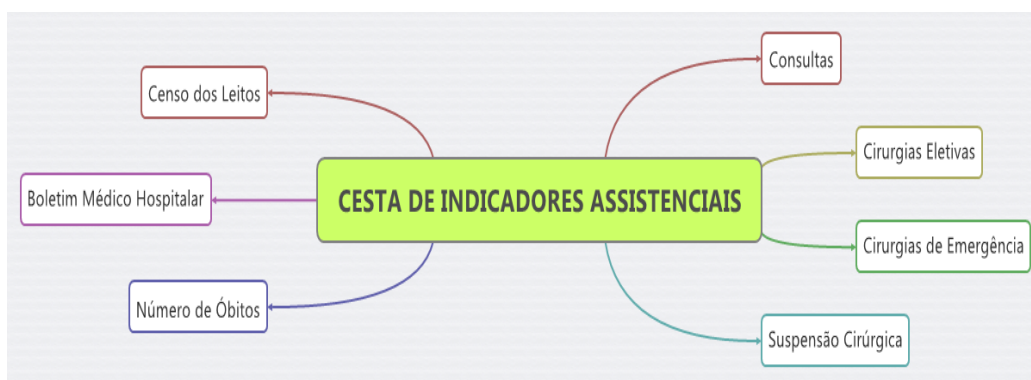 Consultas
Censo dos Leitos
Cirurgias Eletivas
Boletim Médico Hospitalar
CESTA DE INDICADORES ASSISTENCIAIS
Cirurgias de Emergência
Número de Óbitos
Suspensão Cirúrgica